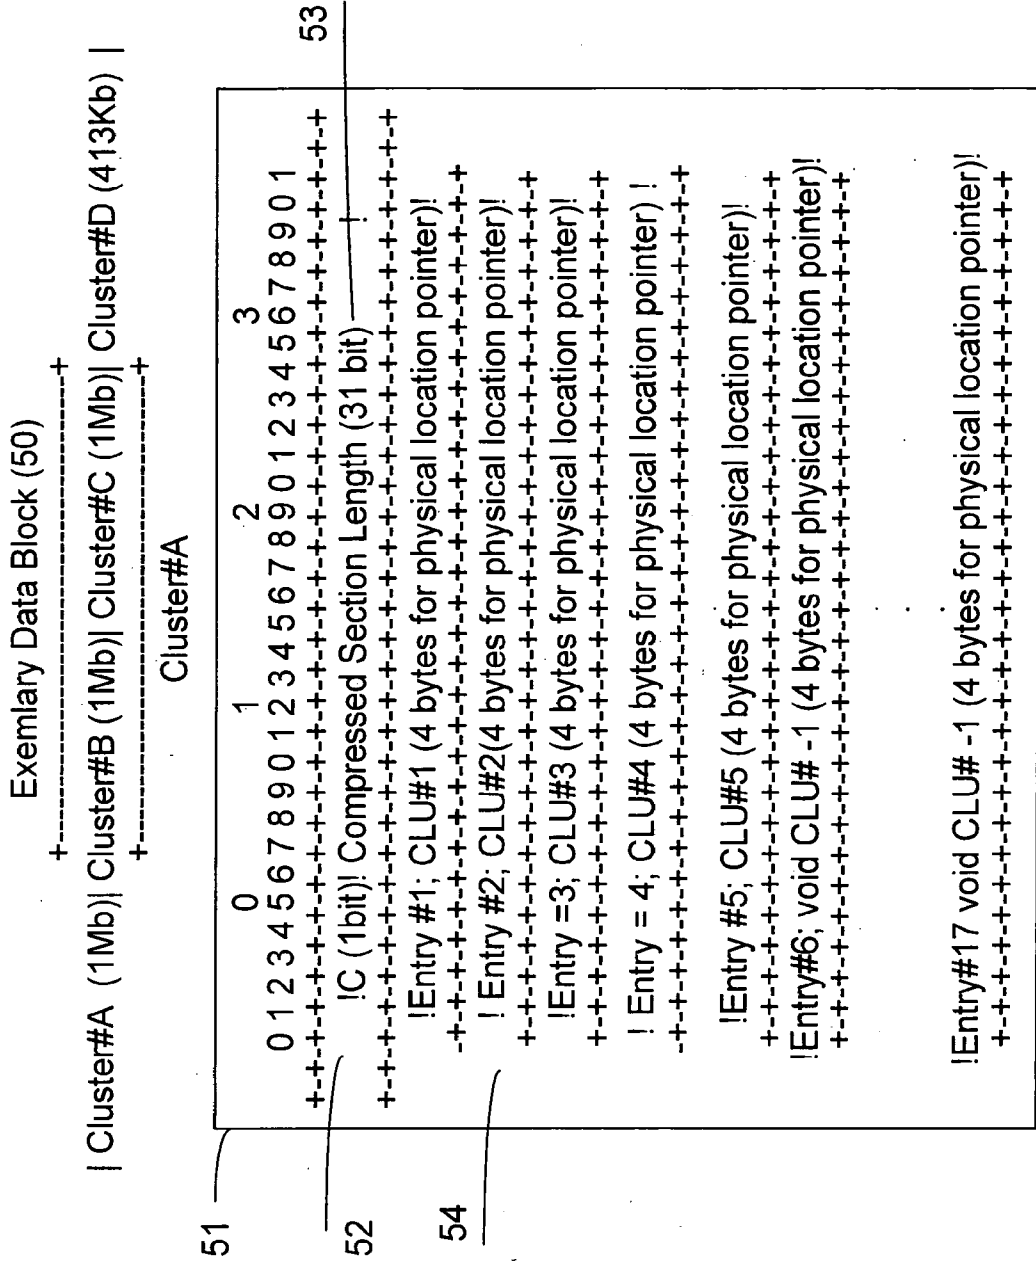 Exemlary Data Block (50)
+--------------------------------------+
| Cluster#A (1Mb)| Cluster#B (1Mb)| Cluster#C (1Mb)| Cluster#D (413Kb) |
+--------------------------------------+
Cluster#A
53
51
0 1 2 3
0 1 2 3 4 5 6 7 8 9 0 1 2 3 4 5 6 7 8 9 0 1 2 3 4 5 6 7 8 9 0 1
+-+-+-+-+-+-+-+-+-+-+-+-+-+-+-+-+-+-+-+-+-+-+-+-+-+-+-+-+-+-+-+-+
52
!C (1bit)! Compressed Section Length (31 bit) !
+-+-+-+-+-+-+-+-+-+-+-+-+-+-+-+-+-+-+-+-+-+-+-+-+-+-+-+-+-+-+-+-+
!Entry #1; CLU#1 (4 bytes for physical location pointer)!
-+-+-+-+-+-+-+-+-+-+-+-+-+-+-+-+-+-+-+-+-+-+-+-+-+-+-+-+
54
! Entry #2; CLU#2(4 bytes for physical location pointer)!
+-+-+-+-+-+-+-+-+-+-+-+-+-+-+-+-+-+-+-+-+-+-+-+-+-+-+-+-+
!Entry =3; CLU#3 (4 bytes for physical location pointer)!
+-+-+-+-+-+-+-+-+-+-+-+-+-+-+-+-+-+-+-+-+-+-+-+-+-+-+-+-+
! Entry = 4; CLU#4 (4 bytes for physical location pointer) !
-+-+-+-+-+-+-+-+-+-+-+-+-+-+-+-+-+-+-+-+-+-+-+-+-+-+-+-+
!Entry #5; CLU#5 (4 bytes for physical location pointer)!
+-+-+-+-+-+-+-+-+-+-+-+-+-+-+-+-+-+-+-+-+-+-+-+-+-+-+-+-+
!Entry#6; void CLU# -1 (4 bytes for physical location pointer)!
+-+-+-+-+-+-+-+-+-+-+-+-+-+-+-+-+-+-+-+-+-+-+-+-+-+-+-+-+
. . .
!Entry#17 void CLU# -1 (4 bytes for physical location pointer)!
+-+-+-+-+-+-+-+-+-+-+-+-+-+-+-+-+-+-+-+-+-+-+-+-+-+-+-+-+